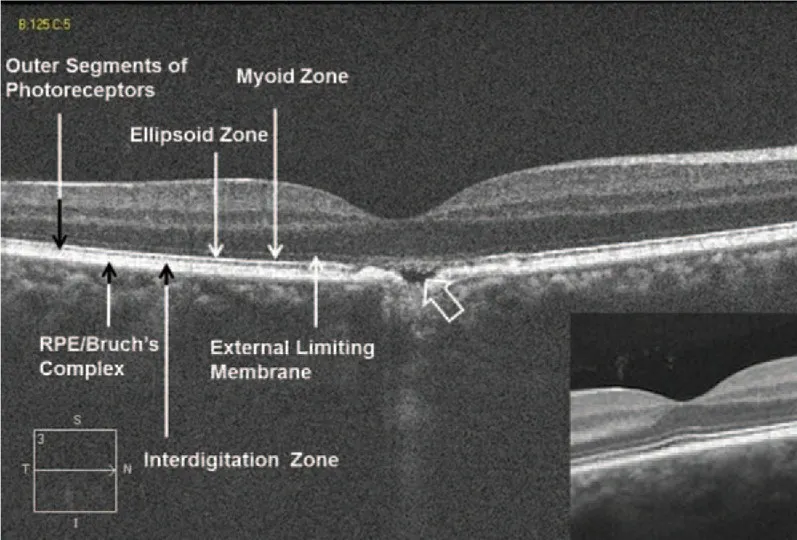 B:125 C:5
Outer Segments of
Photoreceptors
Myoid Zone
Ellipsoid Zone
RPE/Bruch's
Complex
External Limiting
Membrane
Interdigitation Zone
S
3
T
N
I